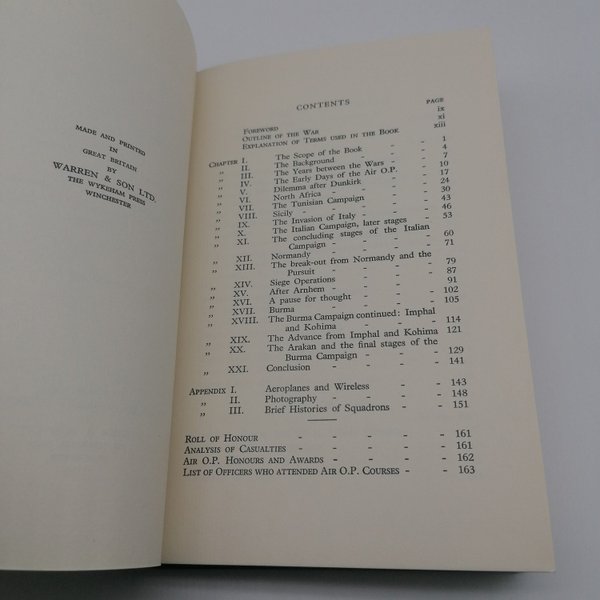 MADE AND PRINTED
IN
GREAT BRITAIN
BY
WARREN & SON LTD.
THE WYKEHAM PRESS
WINCHESTER
CONTENTS
PAGE
Foreword ix
Outline of the War xi
Explanation of Terms used in the Book xiii
Chapter I. The Scope of the Book - - 1
„ II. The Background - - 4
„ III. The Years between the Wars - - 7
„ IV. The Early Days of the Air O.P. - - 10
„ V. Dilemma after Dunkirk - - - 17
„ VI. North Africa - - - - 24
„ VII. The Tunisian Campaign - - - 30
„ VIII. Sicily - - - - - 43
„ IX. The Invasion of Italy - - - 46
„ X. The Italian Campaign, later stages - - 53
„ XI. The concluding stages of the Italian
Campaign - - - - 60
„ XII. Normandy - - - - 71
„ XIII. The break-out from Normandy and the
Pursuit - - - - 79
„ XIV. Siege Operations - - - 87
„ XV. After Arnhem - - - - 91
„ XVI. A pause for thought - - - 102
„ XVII. Burma - - - - 105
„ XVIII. The Burma Campaign continued: Imphal
and Kohima - - - 114
„ XIX. The Advance from Imphal and Kohima 121
„ XX. The Arakan and the final stages of the
Burma Campaign - - - 129
„ XXI. Conclusion - - - - 141
Appendix I. Aeroplanes and Wireless - - 143
„ II. Photography - - - - 148
„ III. Brief Histories of Squadrons - - 151
Roll of Honour - - - - - 161
Analysis of Casualties - - - - 161
Air O.P. Honours and Awards - - - - 162
List of Officers who attended Air O.P. Courses - - 163